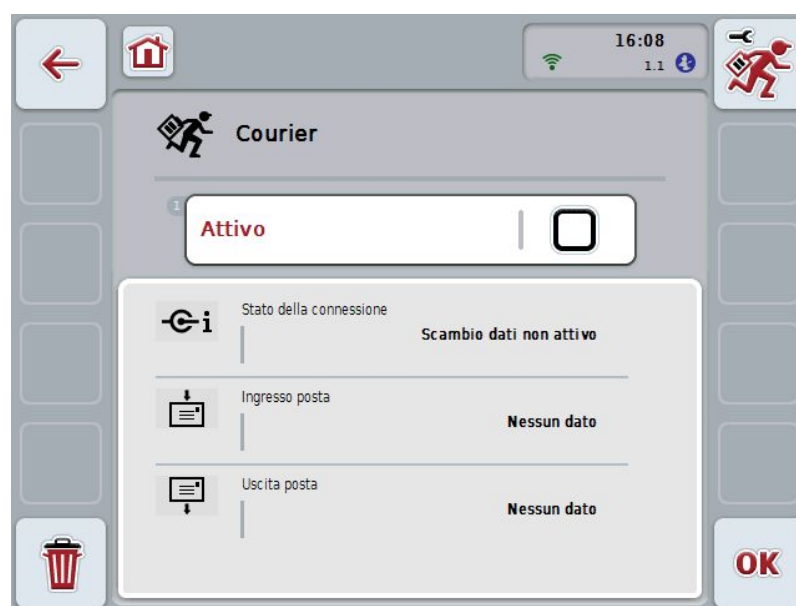 16:08
1.1
Courier
1
Attivo
Stato della connessione
Scambio dati non attivo
Ingresso posta
Nessun dato
Uscita posta
Nessun dato
OK